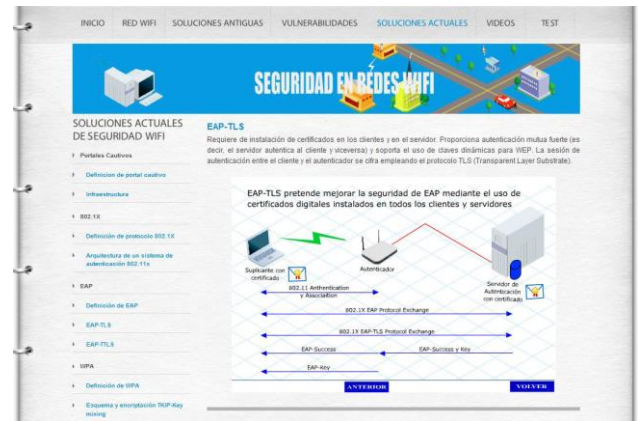 INICIO RED WIFI SOLUCIONES ANTIGUAS VULNERABILIDADES SOLUCIONES ACTUALES VIDEOS TEST
SEGURIDAD EN REDES WIFI
SOLUCIONES ACTUALES
DE SEGURIDAD WIFI
Portales Cautivos
Definicion de portal cautivo
Infraestructura
802.1X
Definición de protocolo 802.1X
Arquitectura de un sistema de
autenticación 802.11x
EAP
Definición de EAP
EAP-TLS
EAP-TTLS
WPA
Definición de WPA
Esquema y encriptación TKIP-Key
mixing
EAP-TLS
Requiere de instalación de certificados en los clientes y en el servidor. Proporciona autenticación mutua fuerte (es
decir, el servidor autentica al cliente y viceversa) y soporta el uso de claves dinámicas para WEP. La sesión de
autenticación entre el cliente y el autenticador se cifra empleando el protocolo TLS (Transparent Layer Substrate).
EAP-TLS pretende mejorar la seguridad de EAP mediante el uso de
certificados digitales instalados en todos los clientes y servidores
Suplicante con
certificado
Autenticador
Servidor de
Autenticación
con certificado
802.11 Anthentication
y Association
802.1X EAP Protocol Exchange
802.1X EAP-TLS Protocol Exchange
EAP-Success
EAP-Success y Key
EAP-Key
ANTERIOR
VOLVER